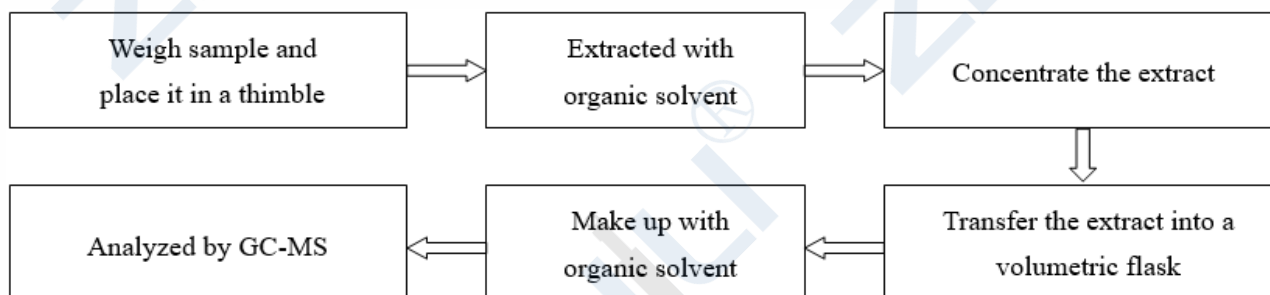 Weigh sample and
place it in a thimble
Extracted with
organic solvent
Concentrate the extract
Transfer the extract into a
volumetric flask
Make up with
organic solvent
Analyzed by GC-MS
®